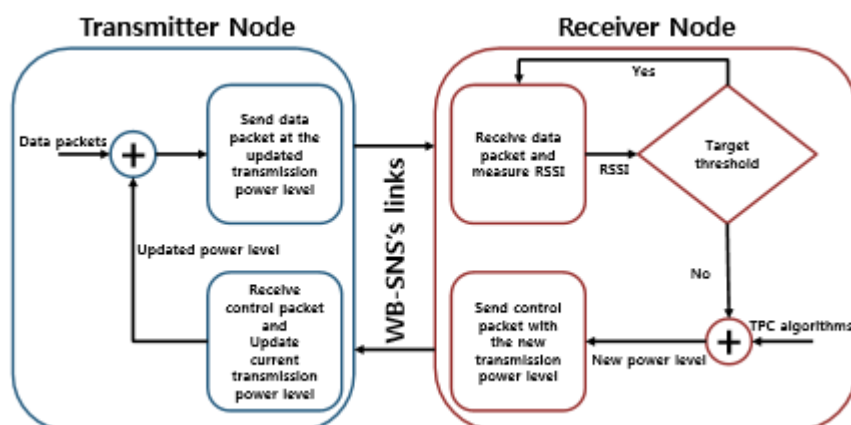 Transmitter Node
Receiver Node
Data packets
+
Send data
packet at the
updated
transmission
power level
Updated power level
Receive
control packet
and
Update
current
transmission
power level
WB-SNS's links
Yes
Receive data
packet and
measure RSSI
RSSI
Target
threshold
No
TPC algorithms
+
New power level
Send control
packet with
the new
transmission
power level